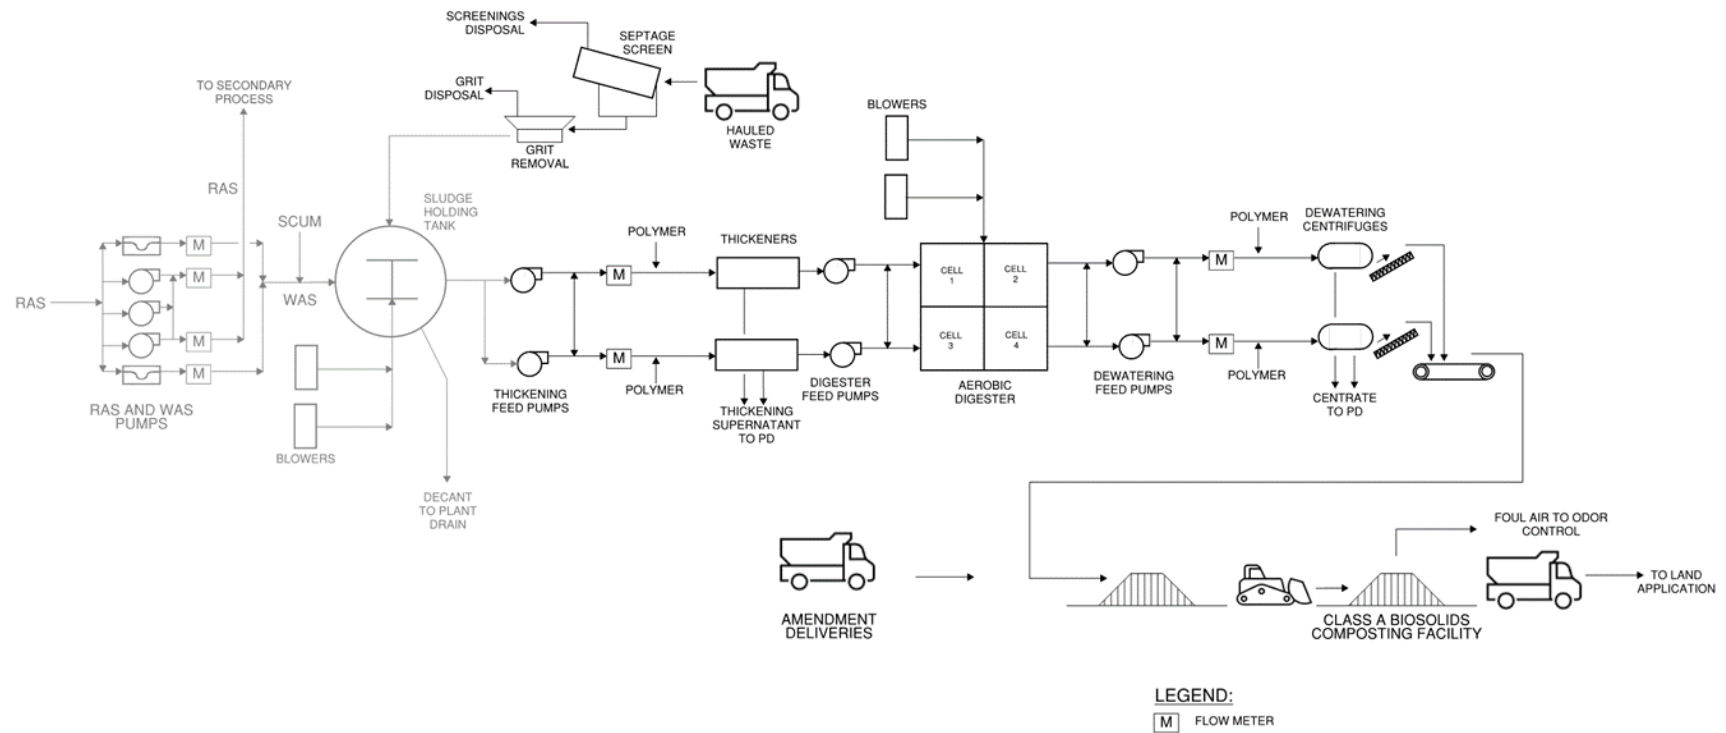 SCREENINGS
DISPOSAL
SEPTAGE
SCREEN
GRIT
DISPOSAL
HAULED
WASTE
GRIT
REMOVAL
TO SECONDARY
PROCESS
RAS
SCUM
SLUDGE
HOLDING
TANK
M
M
RAS
WAS
M
M
RAS AND WAS
PUMPS
BLOWERS
DECANT
TO PLANT
DRAIN
POLYMER
THICKENERS
M
M
THICKENING
FEED PUMPS
POLYMER
THICKENING
SUPERNATANT
TO PD
DIGESTER
FEED PUMPS
BLOWERS
CELL
1
CELL
2
CELL
3
CELL
4
AEROBIC
DIGESTER
POLYMER
DEWATERING
CENTRIFUGES
M
M
DEWATERING
FEED PUMPS
POLYMER
CENTRATE
TO PD
AMENDMENT
DELIVERIES
FOUL AIR TO ODOR
CONTROL
TO LAND
APPLICATION
CLASS A BIOSOLIDS
COMPOSTING FACILITY
LEGEND:
M FLOW METER